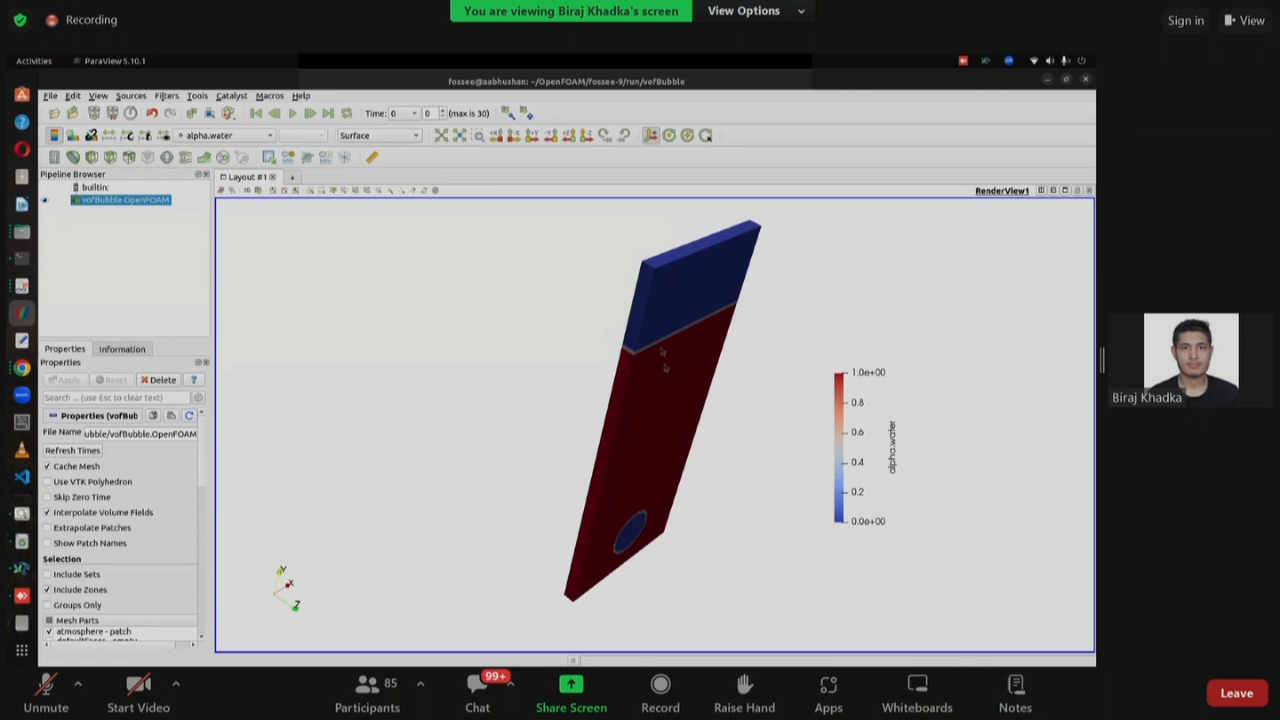 Recording
You are viewing Biraj Khadka's screen
View Options
Sign in
View
Activities
ParaView 5.10.1
fossee@aabhushan: ~/OpenFOAM/fossee-9/run/vofBubble
File Edit View Sources Filters Tools Catalyst Macros Help
Time: 0 0 (max is 30)
alpha.water
Surface
Pipeline Browser
builtin:
vofBubble.OpenFOAM
Layout #1
RenderView1
Properties Information
Properties
Apply Reset Delete ?
Search ... (use Esc to clear text)
Properties (vofBub
File Name ubble/vofBubble.OpenFOAM
Refresh Times
Cache Mesh
Use VTK Polyhedron
Skip Zero Time
Interpolate Volume Fields
Extrapolate Patches
Show Patch Names
Selection
Include Sets
Include Zones
Groups Only
Mesh Parts
atmosphere - patch
Y
X
Z
1.0e+00
0.8
0.6
0.4
0.2
0.0e+00
alpha.water
Biraj Khadka
Unmute
Start Video
85
Participants
99+
Chat
Share Screen
Record
Raise Hand
Apps
Whiteboards
Notes
Leave